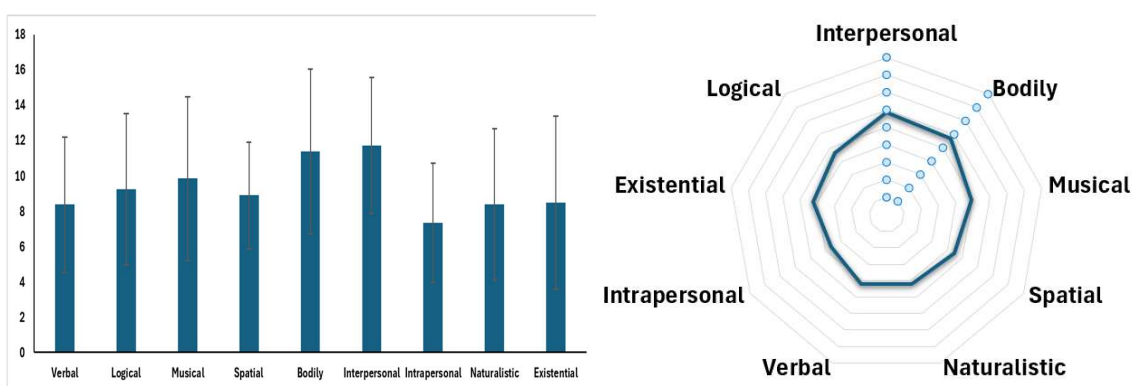 18
16
14
12
10
8
6
4
2
0
Verbal Logical Musical Spatial Bodily Interpersonal Intrapersonal Naturalistic Existential
Interpersonal
Logical Bodily
Existential Musical
Intrapersonal Spatial
Verbal Naturalistic